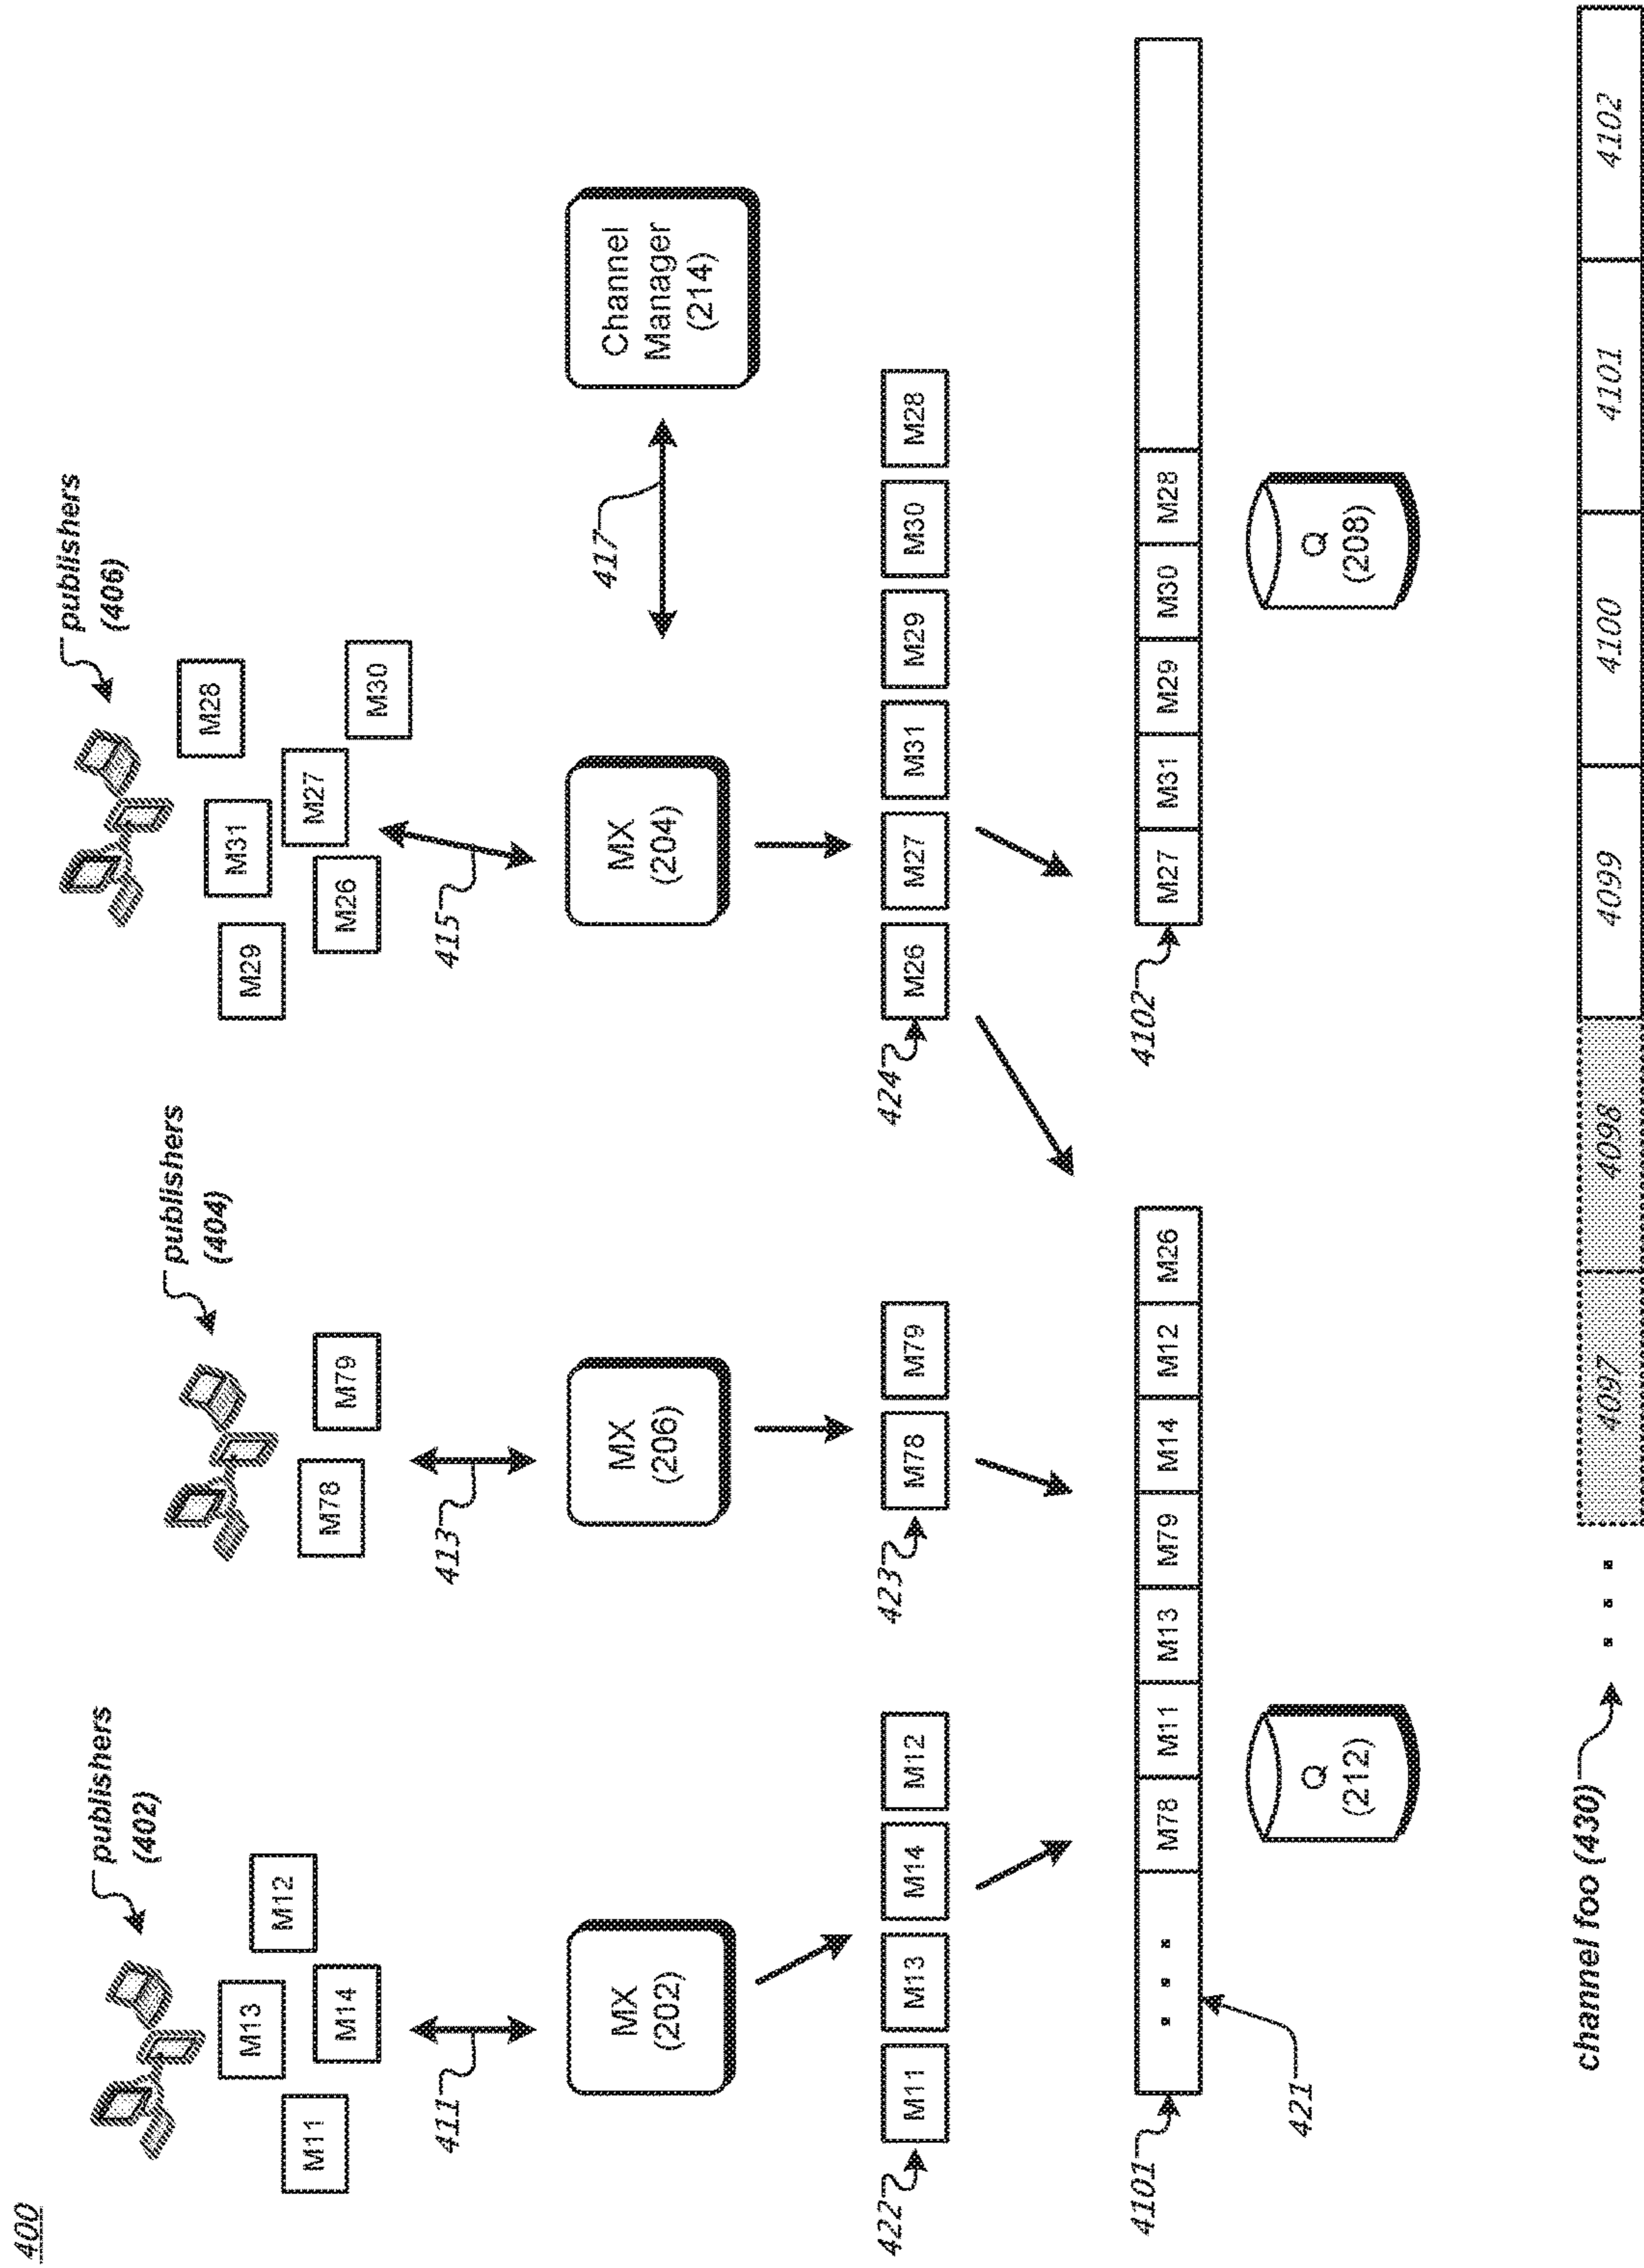 400
publishers
(402)
publishers
(404)
publishers
(406)
M11
M13
M14
M12
M78
M79
M29
M26
M31
M27
M28
M30
411
413
415
417
MX
(202)
MX
(206)
MX
(204)
Channel
Manager
(214)
422
M11
M13
M14
M12
423
M78
M79
424
M26
M27
M31
M29
M30
M28
4101
. . .
M78
M11
M13
M79
M14
M12
M26
4102
M27
M31
M29
M30
M28
421
Q
(212)
Q
(208)
channel foo (430)
. . .
4097
4098
4099
4100
4101
4102